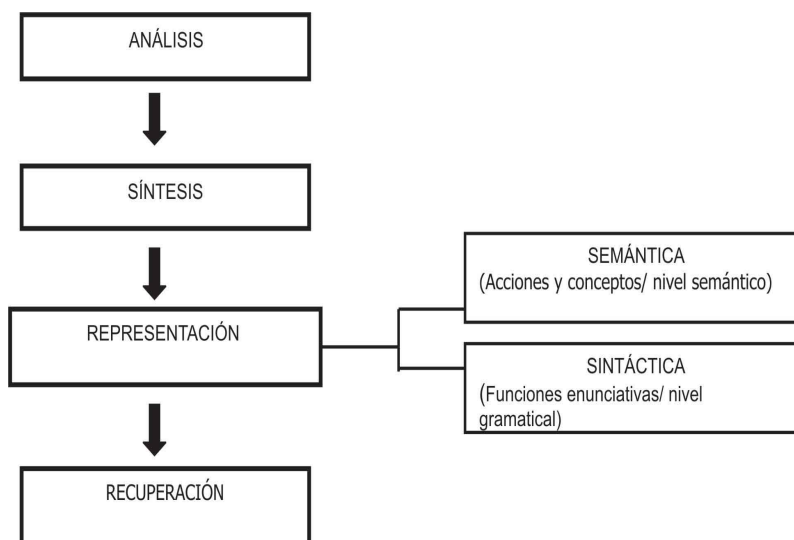 ANÁLISIS
SÍNTESIS
REPRESENTACIÓN
SEMÁNTICA
(Acciones y conceptos/ nivel semántico)
SINTÁCTICA
(Funciones enunciativas/ nivel
gramatical)
RECUPERACIÓN